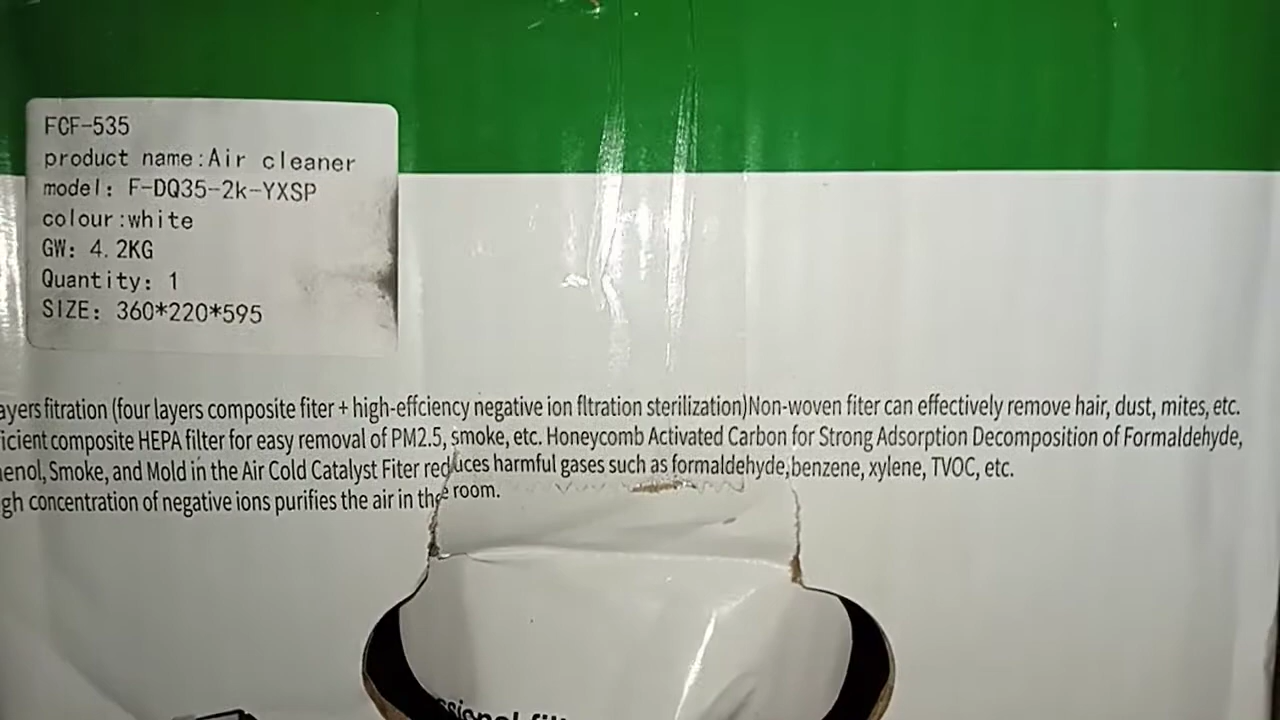 FCF-535
product name:Air cleaner
model: F-DQ35-2k-YXSP
colour:white
GW: 4.2KG
Quantity: 1
SIZE: 360*220*595
ayers fitration (four layers composite fiter + high-effciency negative ion fltration sterilization)Non-woven fiter can effectively remove hair, dust, mites, etc.
icient composite HEPA filter for easy removal of PM2.5, smoke, etc. Honeycomb Activated Carbon for Strong Adsorption Decomposition of Formaldehyde,
enol, Smoke, and Mold in the Air Cold Catalyst Fiter reduces harmful gases such as formaldehyde,benzene, xylene, TVOC, etc.
gh concentration of negative ions purifies the air in the room.